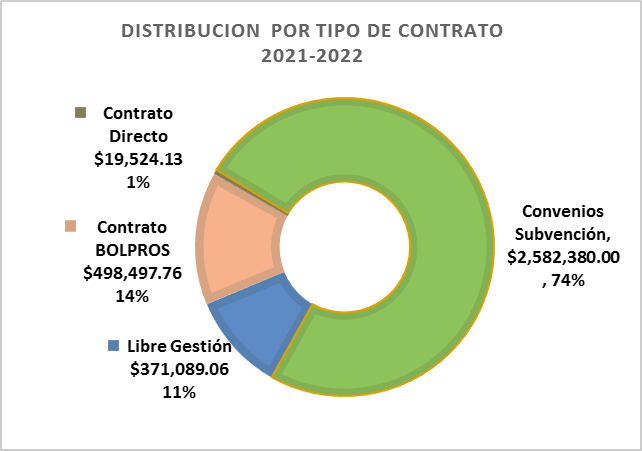 DISTRIBUCION POR TIPO DE CONTRATO
2021-2022
Contrato
Directo
$19,524.13
1%
Contrato
BOLPROS
$498,497.76
14%
Libre Gestión
$371,089.06
11%
Convenios
Subvención,
$2,582,380.00
, 74%